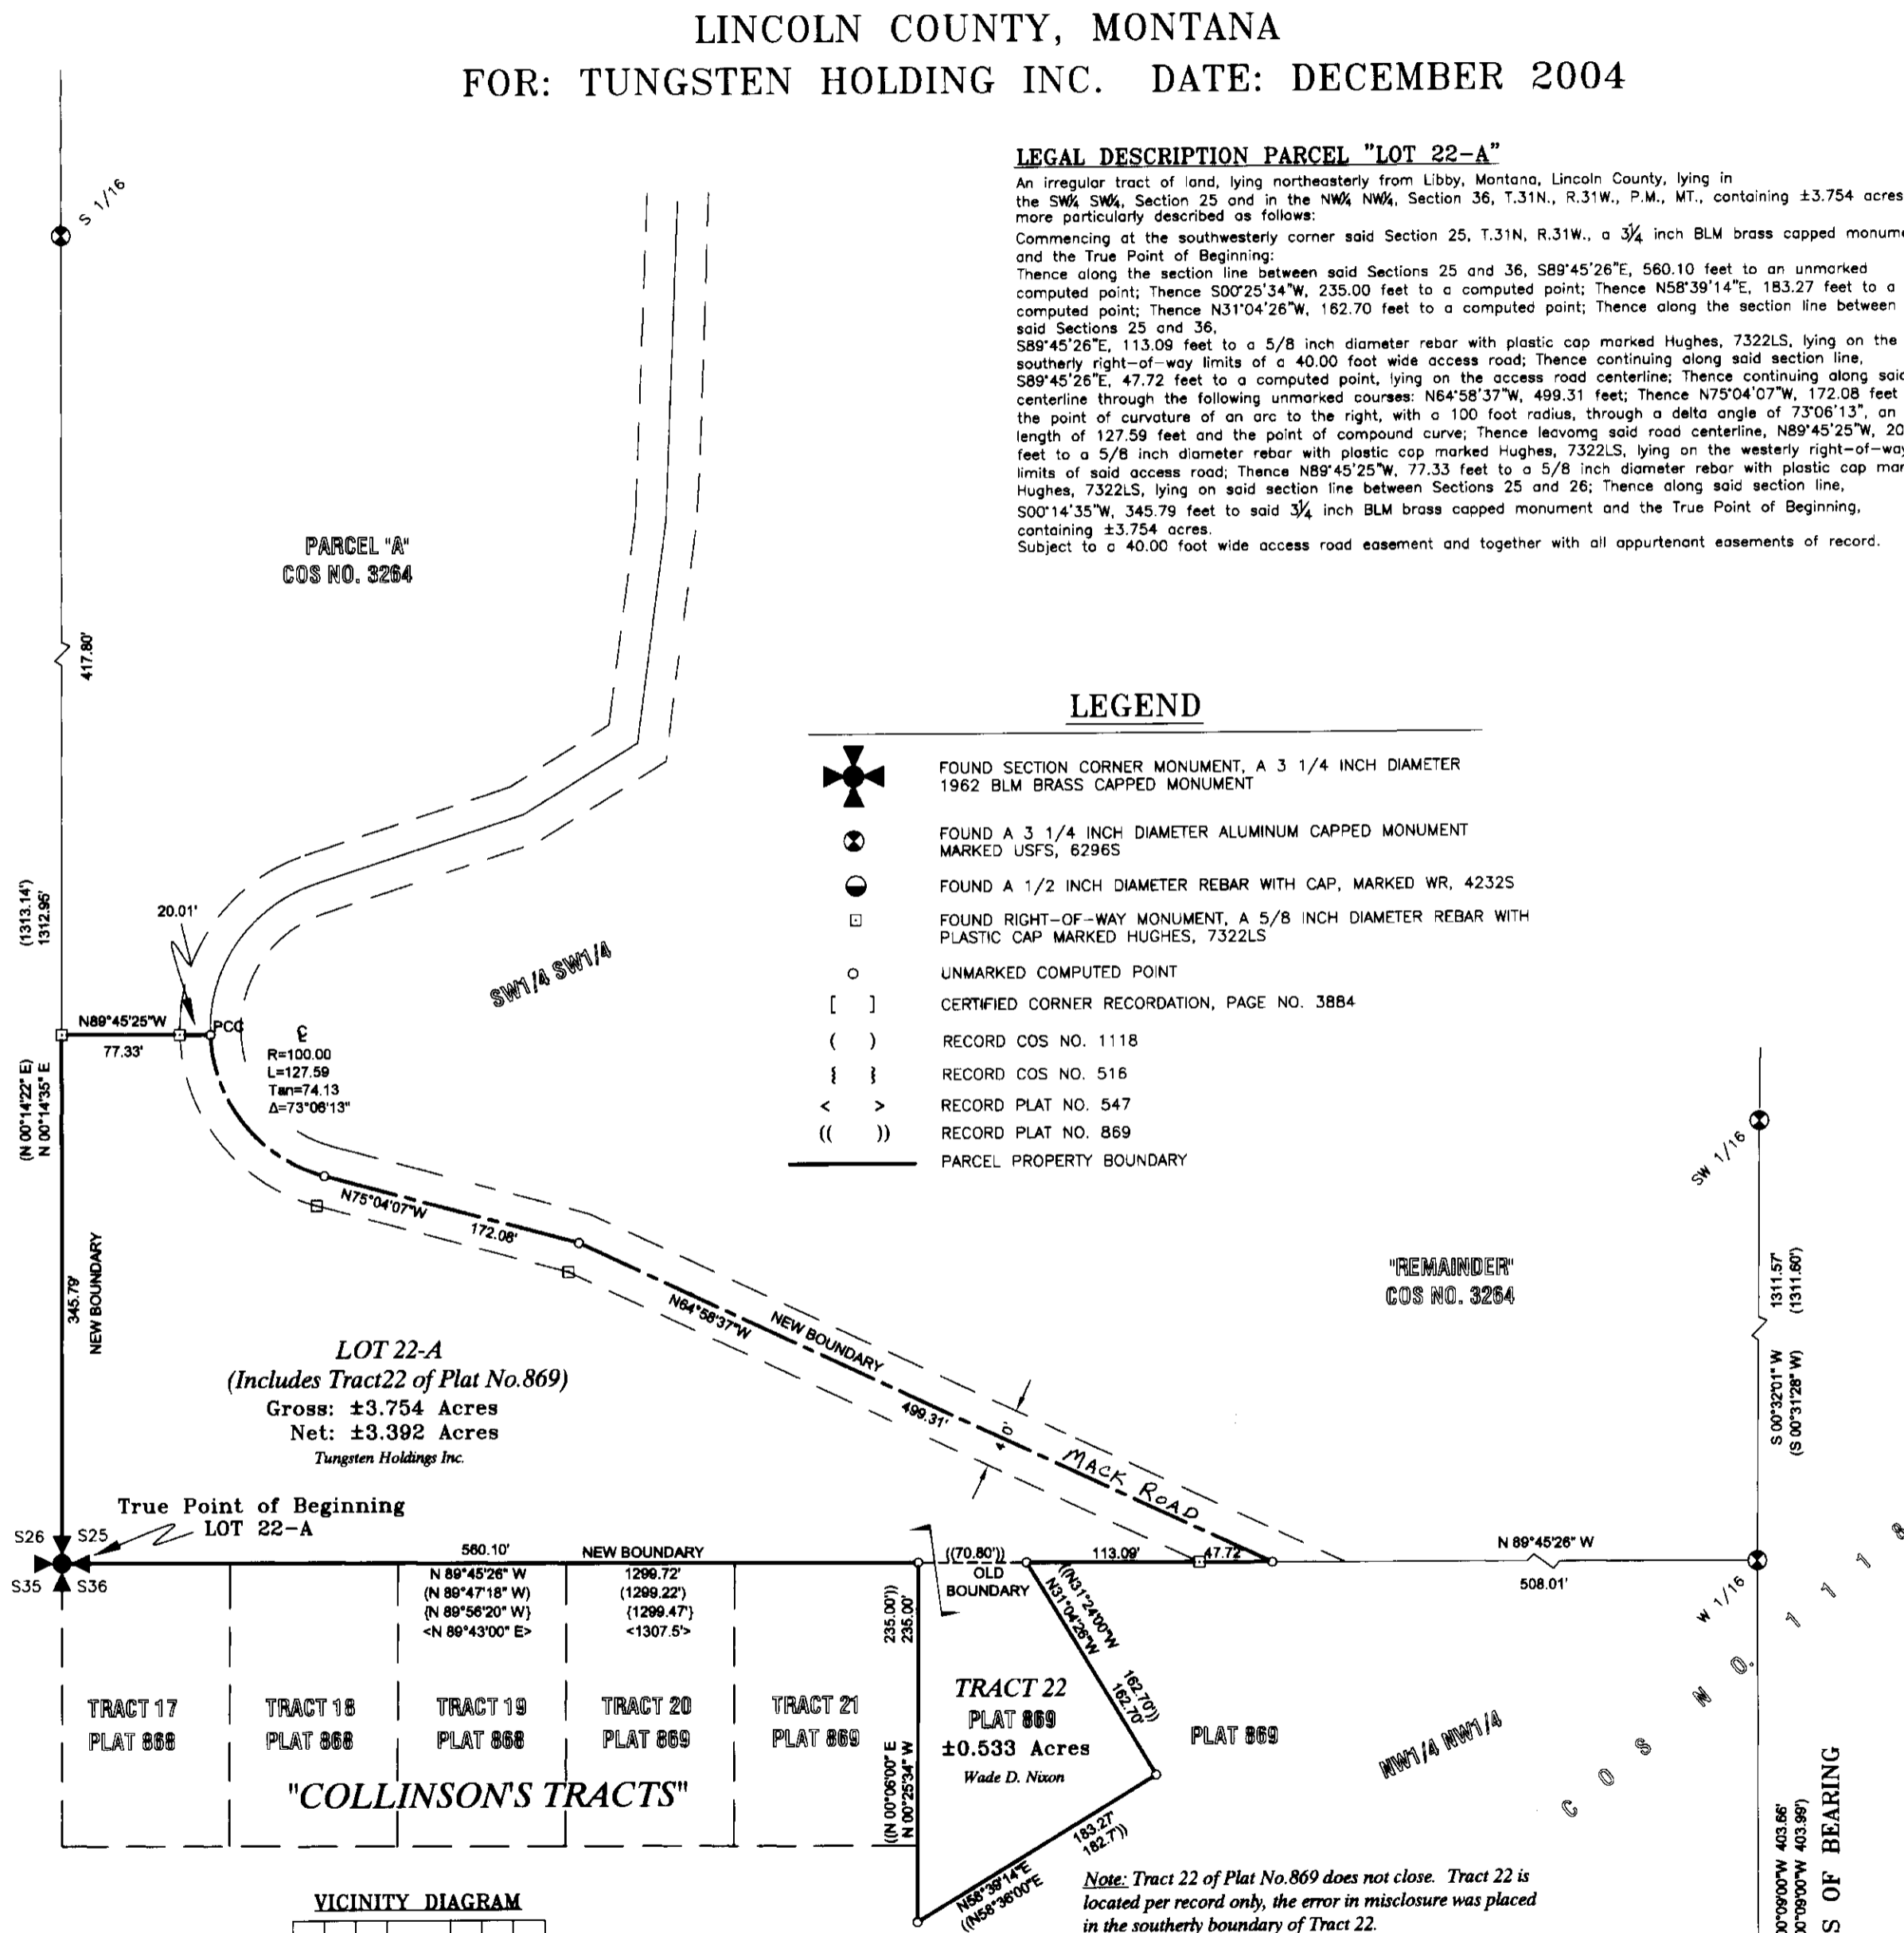 LINCOLN COUNTY, MONTANA
FOR: TUNGSTEN HOLDING INC. DATE: DECEMBER 2004
LEGAL DESCRIPTION PARCEL "LOT 22-A"
An irregular tract of land, lying northeasterly from Libby, Montana, Lincoln County, lying in
the SW¼ SW¼, Section 25 and in the NW¼ NW¼, Section 36, T.31N., R.31W., P.M., MT., containing ±3.754 acres
more particularly described as follows:
Commencing at the southwesterly corner said Section 25, T.31N, R.31W., a 3¼ inch BLM brass capped
and the True Point of Beginning:
Thence along the section line between said Sections 25 and 36, S89°45'26"E, 560.10 feet to an unmarked
computed point; Thence S00°25'34"W, 235.00 feet to a computed point; Thence N58°39'14"E, 183.27 feet to a
computed point; Thence N31°04'26"W, 162.70 feet to a computed point; Thence along the section line between
said Sections 25 and 36,
S89°45'26"E, 113.09 feet to a 5/8 inch diameter rebar with plastic cap marked Hughes, 7322LS, lying on the
southerly right-of-way limits of a 40.00 foot wide access road; Thence continuing along said section line,
S89°45'26"E, 47.72 feet to a computed point, lying on the access road centerline; Thence continuing along
centerline through the following unmarked courses: N64°58'37"W, 499.31 feet; Thence N75°04'07"W, 172.08 feet
the point of curvature of an arc to the right, with a 100 foot radius, through a delta angle of 73°06'13", an
length of 127.59 feet and the point of compound curve; Thence leavomg said road centerline, N89°45'25"W,
feet to a 5/8 inch diameter rebar with plastic cap marked Hughes, 7322LS, lying on the westerly
limits of said access road; Thence N89°45'25"W, 77.33 feet to a 5/8 inch diameter rebar with plastic cap
Hughes, 7322LS, lying on said section line between Sections 25 and 26; Thence along said section line,
S00°14'35"W, 345.79 feet to said 3¼ inch BLM brass capped monument and the True Point of Beginning,
containing ±3.754 acres.
Subject to a 40.00 foot wide access road easement and together with all appurtenant easements of record.
S 1/16
PARCEL "A"
COS NO. 3264
417.80'
LEGEND
FOUND SECTION CORNER MONUMENT, A 3 1/4 INCH DIAMETER
1962 BLM BRASS CAPPED MONUMENT
FOUND A 3 1/4 INCH DIAMETER ALUMINUM CAPPED MONUMENT
MARKED USFS, 6296S
FOUND A 1/2 INCH DIAMETER REBAR WITH CAP, MARKED WR, 4232S
FOUND RIGHT-OF-WAY MONUMENT, A 5/8 INCH DIAMETER REBAR WITH
PLASTIC CAP MARKED HUGHES, 7322LS
UNMARKED COMPUTED POINT
[ ] CERTIFIED CORNER RECORDATION, PAGE NO. 3884
( ) RECORD COS NO. 1118
{ } RECORD COS NO. 516
< > RECORD PLAT NO. 547
(( )) RECORD PLAT NO. 869
PARCEL PROPERTY BOUNDARY
(1313.14')
1312.96'
20.01'
SW1/4 SW1/4
N89°45'25"W
77.33'
PCC
℄
R=100.00
L=127.59
Tan=74.13
Δ=73°06'13"
(N 00°14'22" E)
N 00°14'35" E
SW 1/16
N75°04'07"W
172.08'
345.79'
NEW BOUNDARY
N64°58'37"W
NEW BOUNDARY
499.31'
40'
MACK ROAD
"REMAINDER"
COS NO. 3264
1311.57'
(1311.60')
S 00°32'01" W
(S 00°31'28" W)
LOT 22-A
(Includes Tract22 of Plat No.869)
Gross: ±3.754 Acres
Net: ±3.392 Acres
Tungsten Holdings Inc.
True Point of Beginning
LOT 22-A
S26 S25
S35 S36
560.10' NEW BOUNDARY
((70.80'))
OLD
BOUNDARY
113.09' 47.72'
N 89°45'26" W
508.01'
W 1/16
N 89°45'26" W 1299.72'
(N 89°47'18" W) (1299.22')
{N 89°56'20" W} {1299.47'}
<N 89°43'00" E> <1307.5'>
235.00'))
235.00'
((N31°24'00"W
N31°04'26"W
162.70'))
162.70'
TRACT 17
PLAT 868
TRACT 18
PLAT 868
TRACT 19
PLAT 868
TRACT 20
PLAT 869
TRACT 21
PLAT 869
TRACT 22
PLAT 869
±0.533 Acres
Wade D. Nixon
PLAT 869
NW1/4 NW1/4
COS NO. 1118
"COLLINSON'S TRACTS"
((N 00°06'00" E
N 00°25'34" W
183.27'
182.7'))
N58°39'14"E
((N58°36'00"E
Note: Tract 22 of Plat No.869 does not close. Tract 22 is
located per record only, the error in misclosure was placed
in the southerly boundary of Tract 22.
VICINITY DIAGRAM
0°09'00"W 403.66'
0°09'00"W 403.99')
S OF BEARING